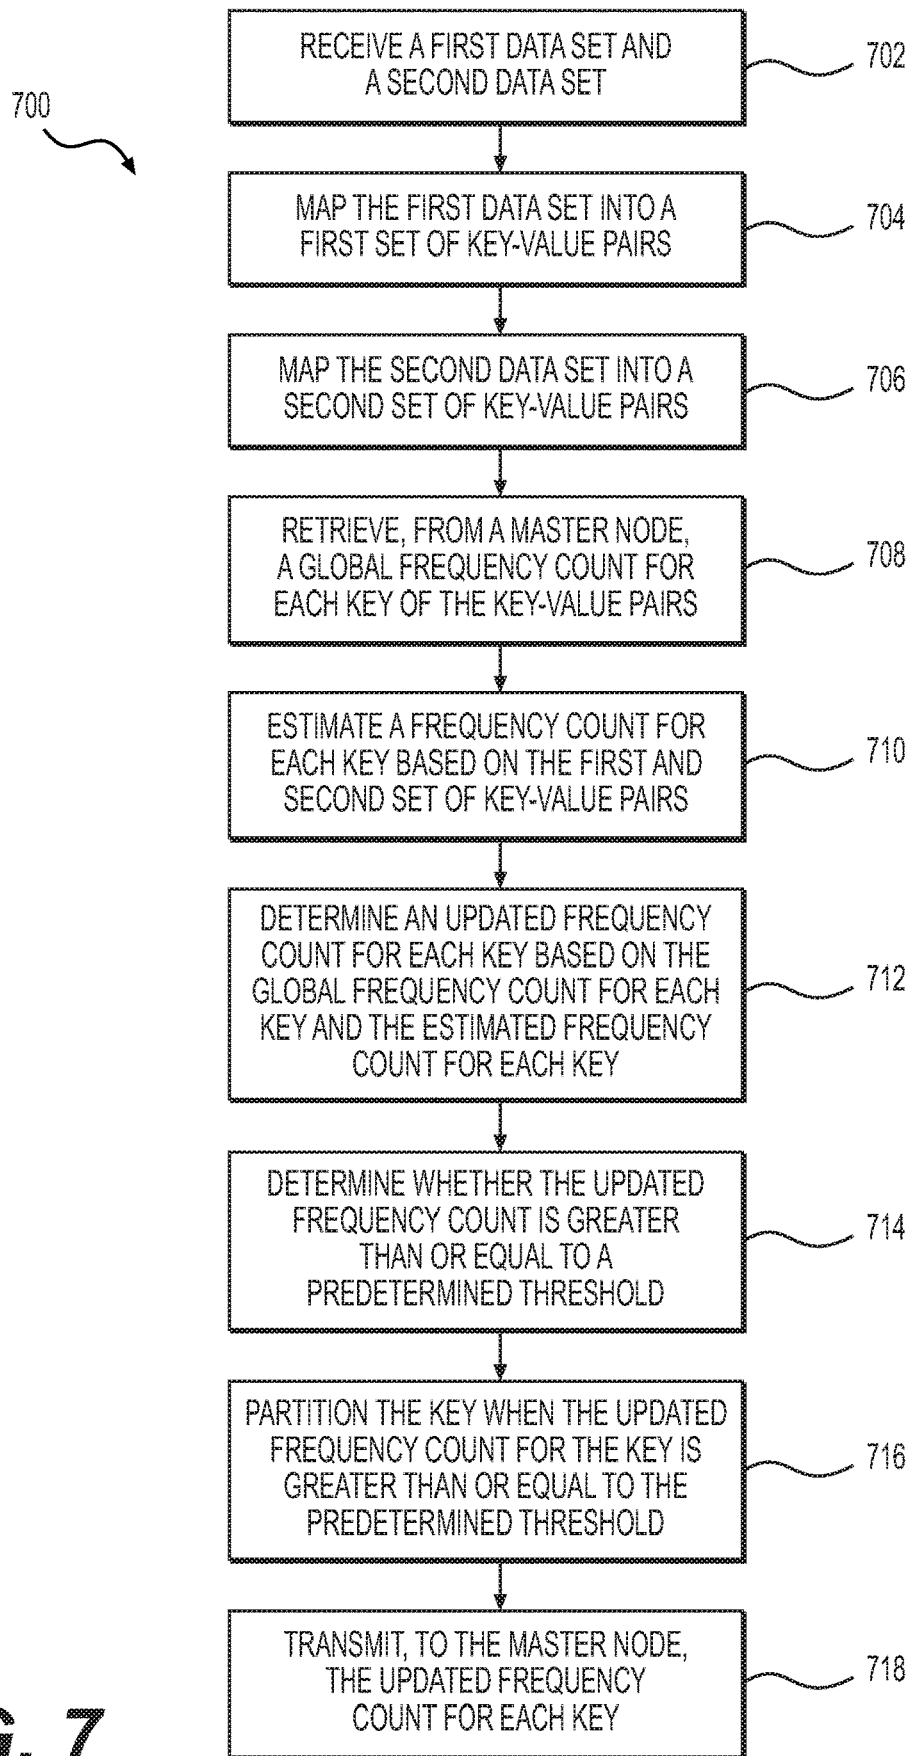 700
RECEIVE A FIRST DATA SET AND
A SECOND DATA SET
702
MAP THE FIRST DATA SET INTO A
FIRST SET OF KEY-VALUE PAIRS
704
MAP THE SECOND DATA SET INTO A
SECOND SET OF KEY-VALUE PAIRS
706
RETRIEVE, FROM A MASTER NODE,
A GLOBAL FREQUENCY COUNT FOR
EACH KEY OF THE KEY-VALUE PAIRS
708
ESTIMATE A FREQUENCY COUNT FOR
EACH KEY BASED ON THE FIRST AND
SECOND SET OF KEY-VALUE PAIRS
710
DETERMINE AN UPDATED FREQUENCY
COUNT FOR EACH KEY BASED ON THE
GLOBAL FREQUENCY COUNT FOR EACH
KEY AND THE ESTIMATED FREQUENCY
COUNT FOR EACH KEY
712
DETERMINE WHETHER THE UPDATED
FREQUENCY COUNT IS GREATER
THAN OR EQUAL TO A
PREDETERMINED THRESHOLD
714
PARTITION THE KEY WHEN THE UPDATED
FREQUENCY COUNT FOR THE KEY IS
GREATER THAN OR EQUAL TO THE
PREDETERMINED THRESHOLD
716
TRANSMIT, TO THE MASTER NODE,
THE UPDATED FREQUENCY
COUNT FOR EACH KEY
718
7